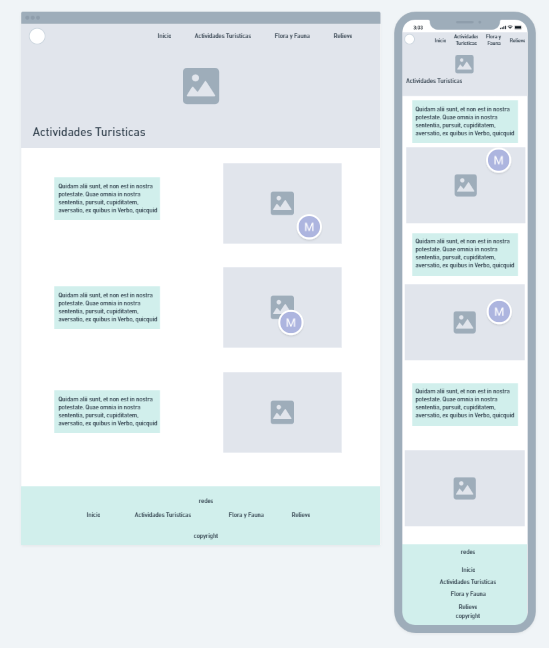 Inicio Actividades Turisticas Flora y Fauna Relieve
Actividades Turisticas
Quidam alii sunt, et non est in nostra
potestate. Quae omnia in nostra
sententia, pursuit, cupiditatem,
aversatio, ex quibus in Verbo, quicquid
M
Quidam alii sunt, et non est in nostra
potestate. Quae omnia in nostra
sententia, pursuit, cupiditatem,
aversatio, ex quibus in Verbo, quicquid
M
Quidam alii sunt, et non est in nostra
potestate. Quae omnia in nostra
sententia, pursuit, cupiditatem,
aversatio, ex quibus in Verbo, quicquid
redes
Inicio Actividades Turisticas Flora y Fauna Relieve
copyright
3:33
Inicio Actividades Turisticas Flora y Fauna Relieve
Actividades Turisticas
Quidam alii sunt, et non est in nostra
potestate. Quae omnia in nostra
sententia, pursuit, cupiditatem,
aversatio, ex quibus in Verbo, quicquid
M
Quidam alii sunt, et non est in nostra
potestate. Quae omnia in nostra
sententia, pursuit, cupiditatem,
aversatio, ex quibus in Verbo, quicquid
M
Quidam alii sunt, et non est in nostra
potestate. Quae omnia in nostra
sententia, pursuit, cupiditatem,
aversatio, ex quibus in Verbo, quicquid
redes
Inicio
Actividades Turisticas
Flora y Fauna
Relieve
copyright